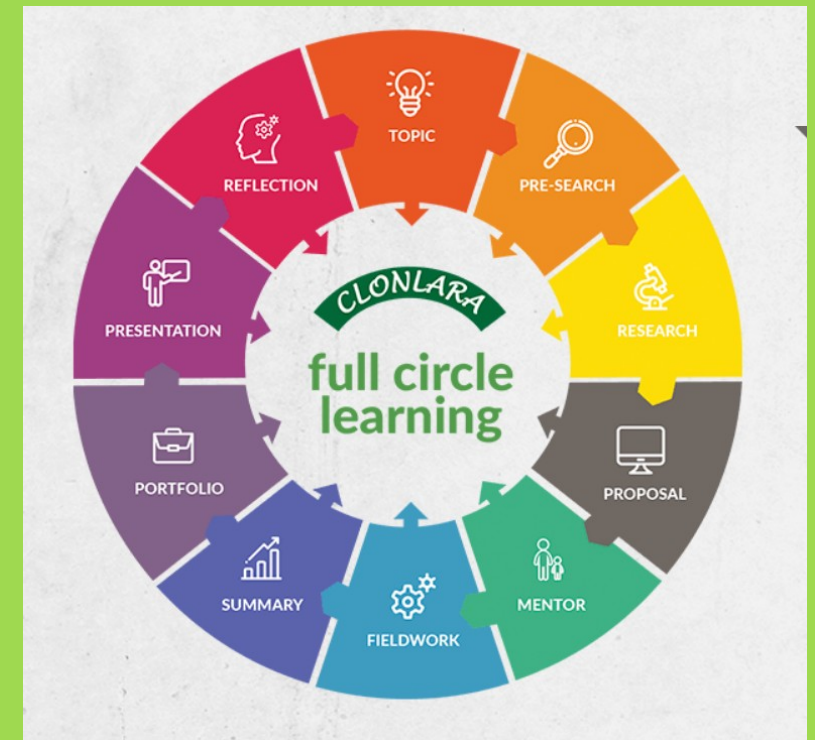 TOPIC
PRE-SEARCH
RESEARCH
PROPOSAL
MENTOR
FIELDWORK
SUMMARY
PORTFOLIO
PRESENTATION
REFLECTION
CLONLARA
full circle
learning